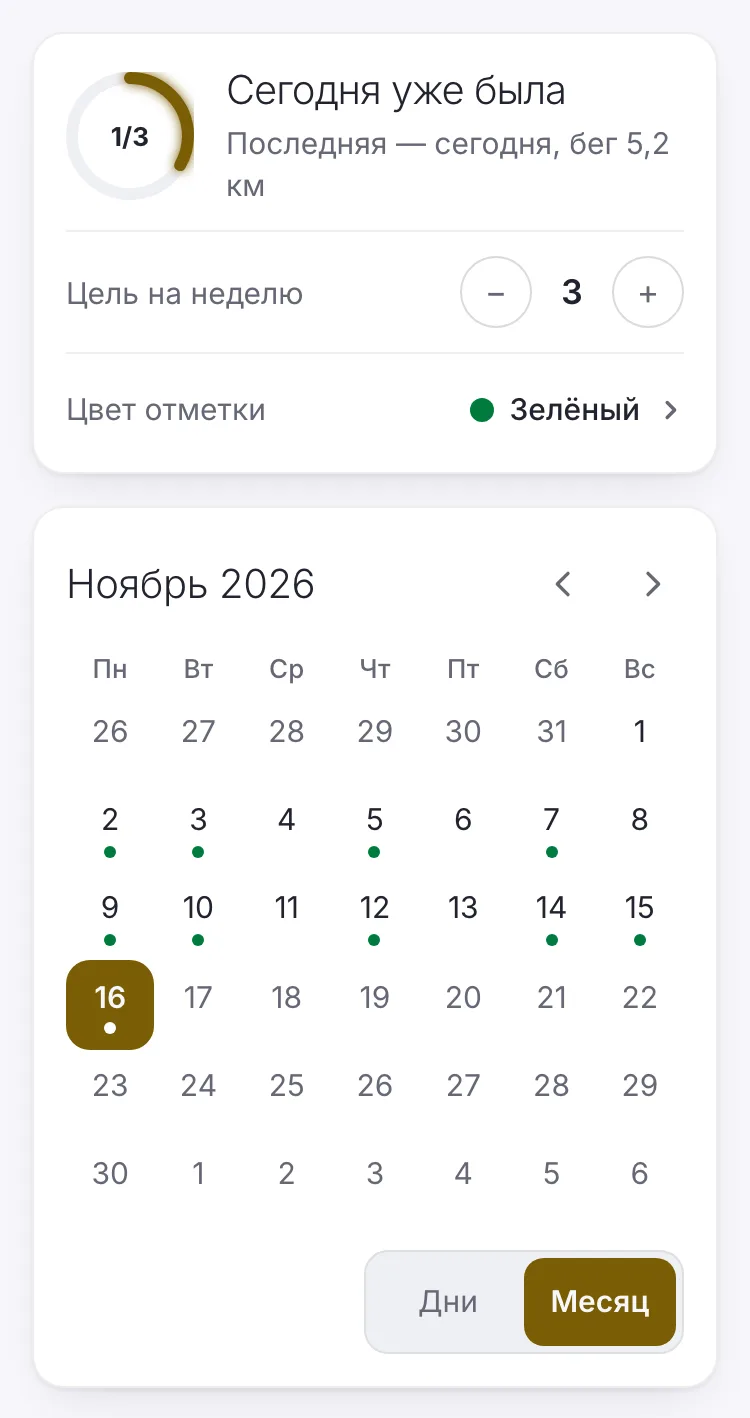 1/3
Сегодня уже была
Последняя — сегодня, бег 5,2
км
Цель на неделю − 3 +
Цвет отметки Зелёный
Ноябрь 2026
Пн Вт Ср Чт Пт Сб Вс
26 27 28 29 30 31 1
2 3 4 5 6 7 8
9 10 11 12 13 14 15
16 17 18 19 20 21 22
23 24 25 26 27 28 29
30 1 2 3 4 5 6
Дни Месяц